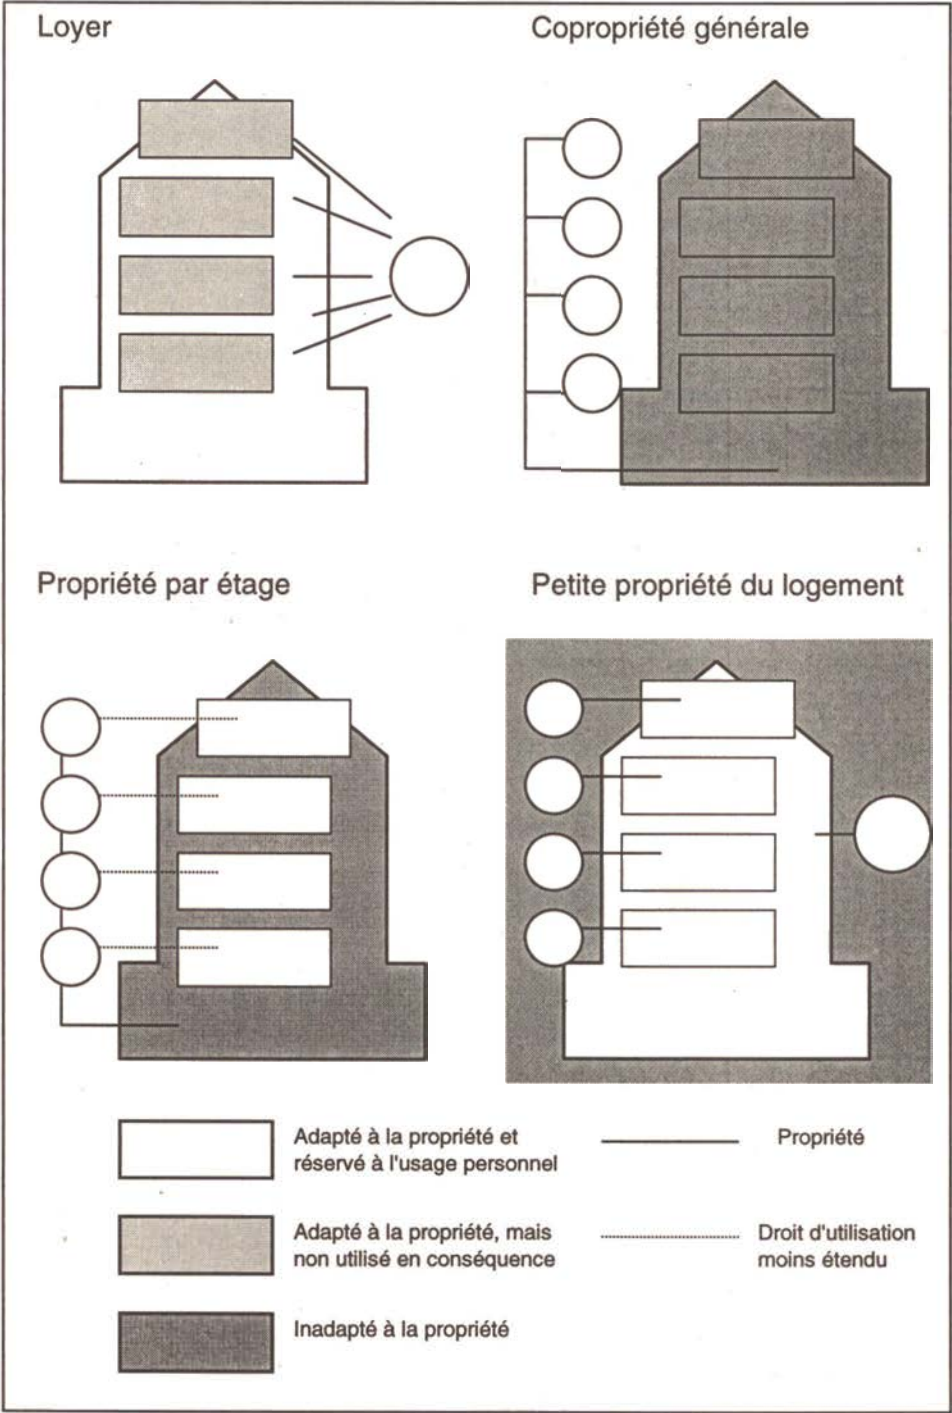 Loyer
Copropriété générale
Propriété par étage
Petite propriété du logement
Adapté à la propriété et
réservé à l'usage personnel
Propriété
Adapté à la propriété, mais
non utilisé en conséquence
Droit d'utilisation
moins étendu
Inadapté à la propriété